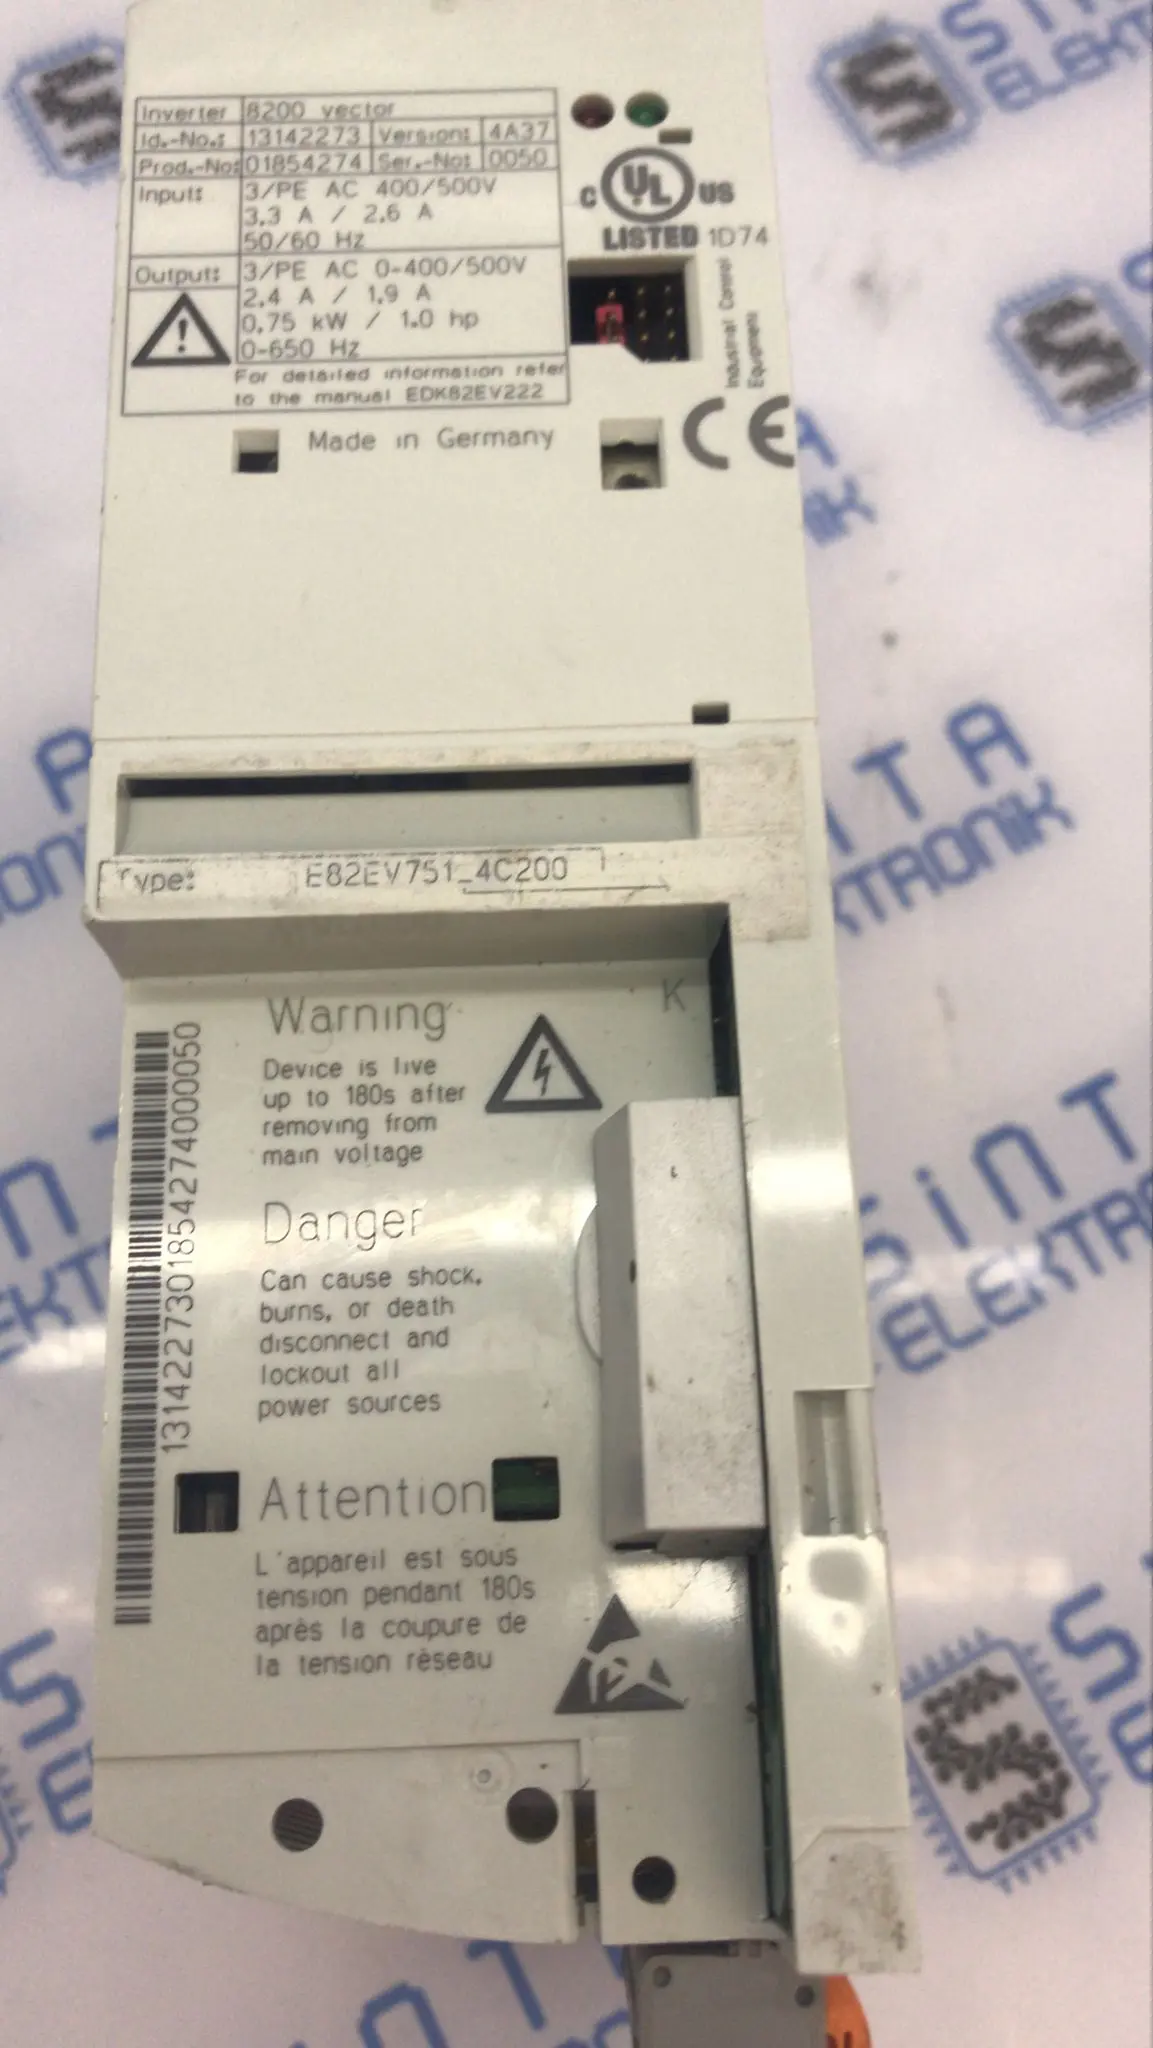 Inverter 8200 vector
Id.-No.: 13142273 Version: 4A37
Prod.-No: 01854274 Ser.-No: 0050
Input: 3/PE AC 400/500V
3.3 A / 2.6 A
50/60 Hz
Output: 3/PE AC 0-400/500V
2.4 A / 1.9 A
0.75 kW / 1.0 hp
0-650 Hz
For detailed information refer
to the manual EDK82EV222
C UL US
LISTED 1D74
Industrial Control
Equipment
Made in Germany
CE
Type: E82EV751_4C200
K
Warning
Device is live
up to 180s after
removing from
main voltage
Danger
Can cause shock,
burns, or death
disconnect and
lockout all
power sources
Attention
L'appareil est sous
tension pendant 180s
après la coupure de
la tension réseau
13142273018542740000050
SINTA
ELEKTRONIK